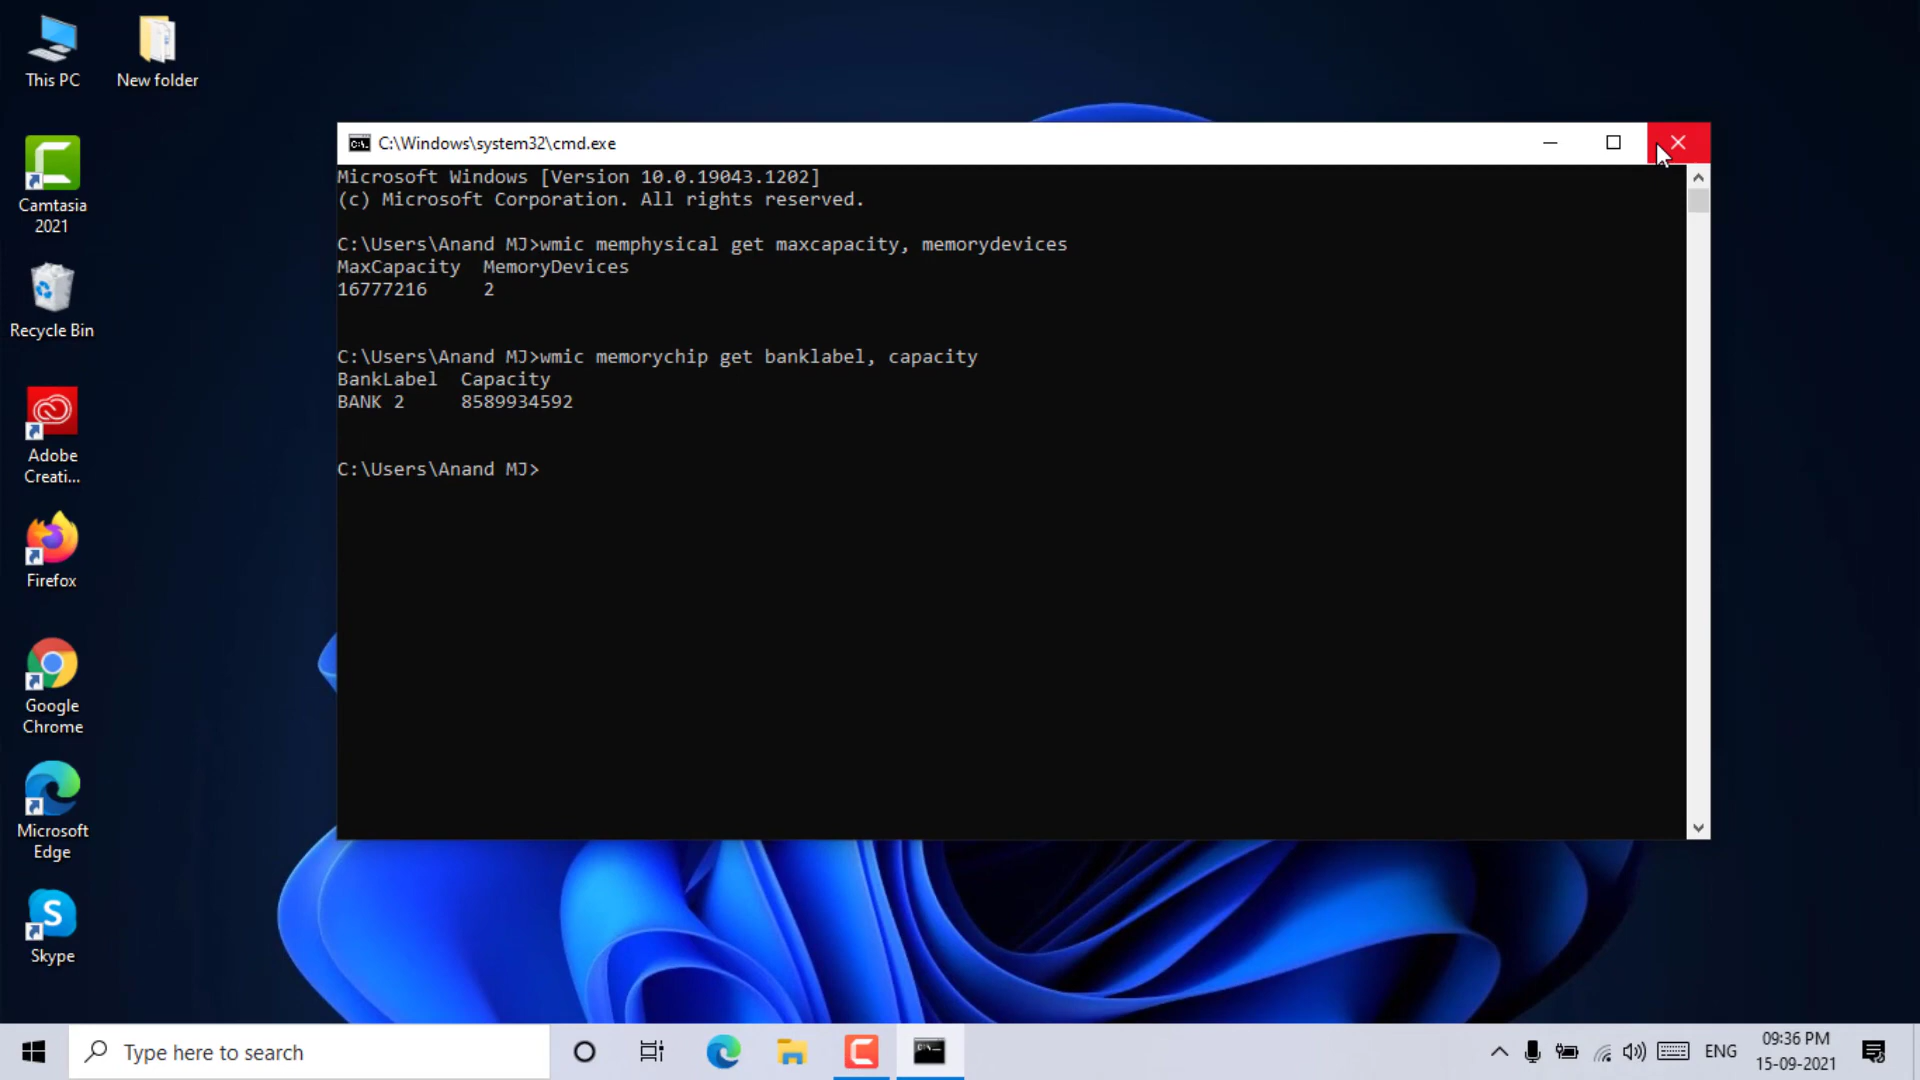 This PC
New folder
Camtasia
2021
Recycle Bin
Adobe
Creati...
Firefox
Google
Chrome
Microsoft
Edge
Skype
C:\Windows\system32\cmd.exe
Microsoft Windows [Version 10.0.19043.1202]
(c) Microsoft Corporation. All rights reserved.
C:\Users\Anand MJ>wmic memphysical get maxcapacity, memorydevices
MaxCapacity  MemoryDevices
16777216     2
C:\Users\Anand MJ>wmic memorychip get banklabel, capacity
BankLabel  Capacity
BANK 2     8589934592
C:\Users\Anand MJ>
Type here to search
ENG
09:36 PM
15-09-2021